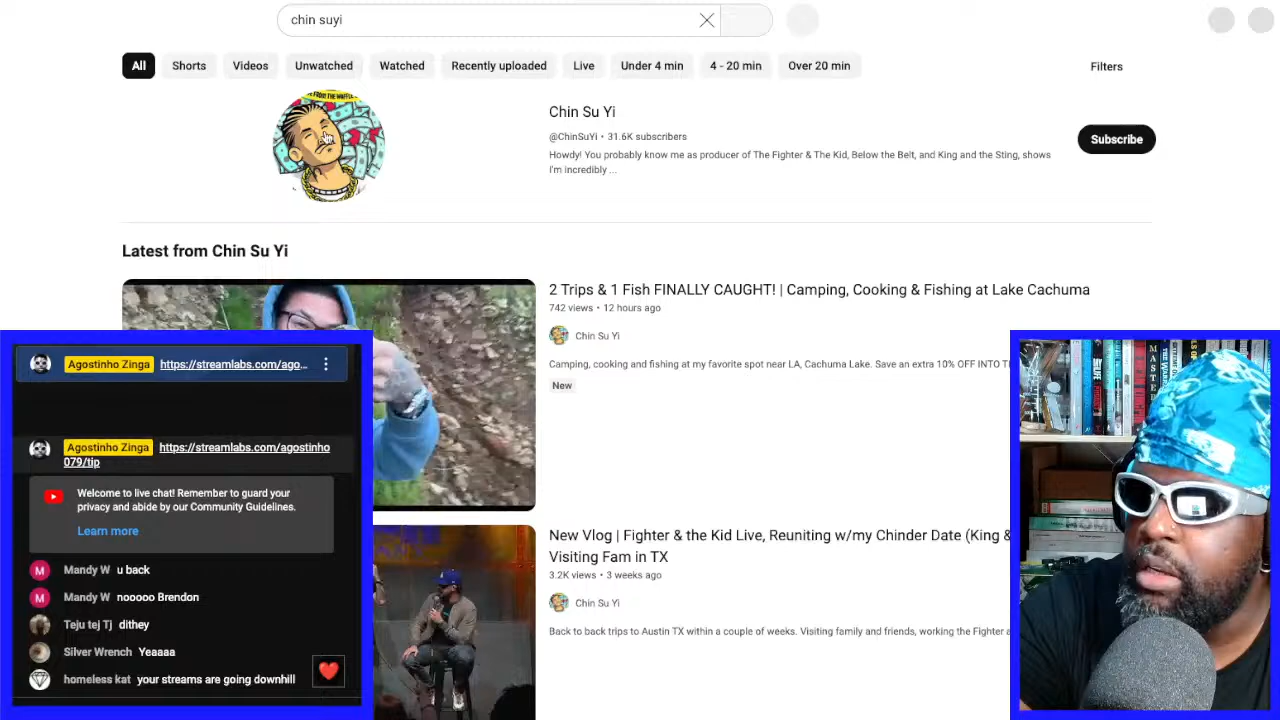 chin suyi
All
Shorts
Videos
Unwatched
Watched
Recently uploaded
Live
Under 4 min
4 - 20 min
Over 20 min
Filters
Chin Su Yi
@ChinSuYi • 31.6K subscribers
Howdy! You probably know me as producer of The Fighter & The Kid, Below the Belt, and King and the Sting, shows
i'm incredibly ...
Subscribe
Latest from Chin Su Yi
2 Trips & 1 Fish FINALLY CAUGHT! | Camping, Cooking & Fishing at Lake Cachuma
742 views • 12 hours ago
Chin Su Yi
Camping, cooking and fishing at my favorite spot near LA, Cachuma Lake. Save an extra 10% OFF INTO
New
New Vlog | Fighter & the Kid Live, Reuniting w/my Chinder Date (King &
Visiting Fam in TX
3.2K views • 3 weeks ago
Chin Su Yi
Back to back trips to Austin TX within a couple of weeks. Visiting family and friends, working the Fighter
Agostinho Zinga https://streamlabs.com/ago...
Agostinho Zinga https://streamlabs.com/agostinho
079/tip
Welcome to live chat! Remember to guard your
privacy and abide by our Community Guidelines.
Learn more
M Mandy W u back
M Mandy W nooooo Brendon
Teju tej Tj dithey
Silver Wrench Yeaaaa
homeless kat your streams are going downhill